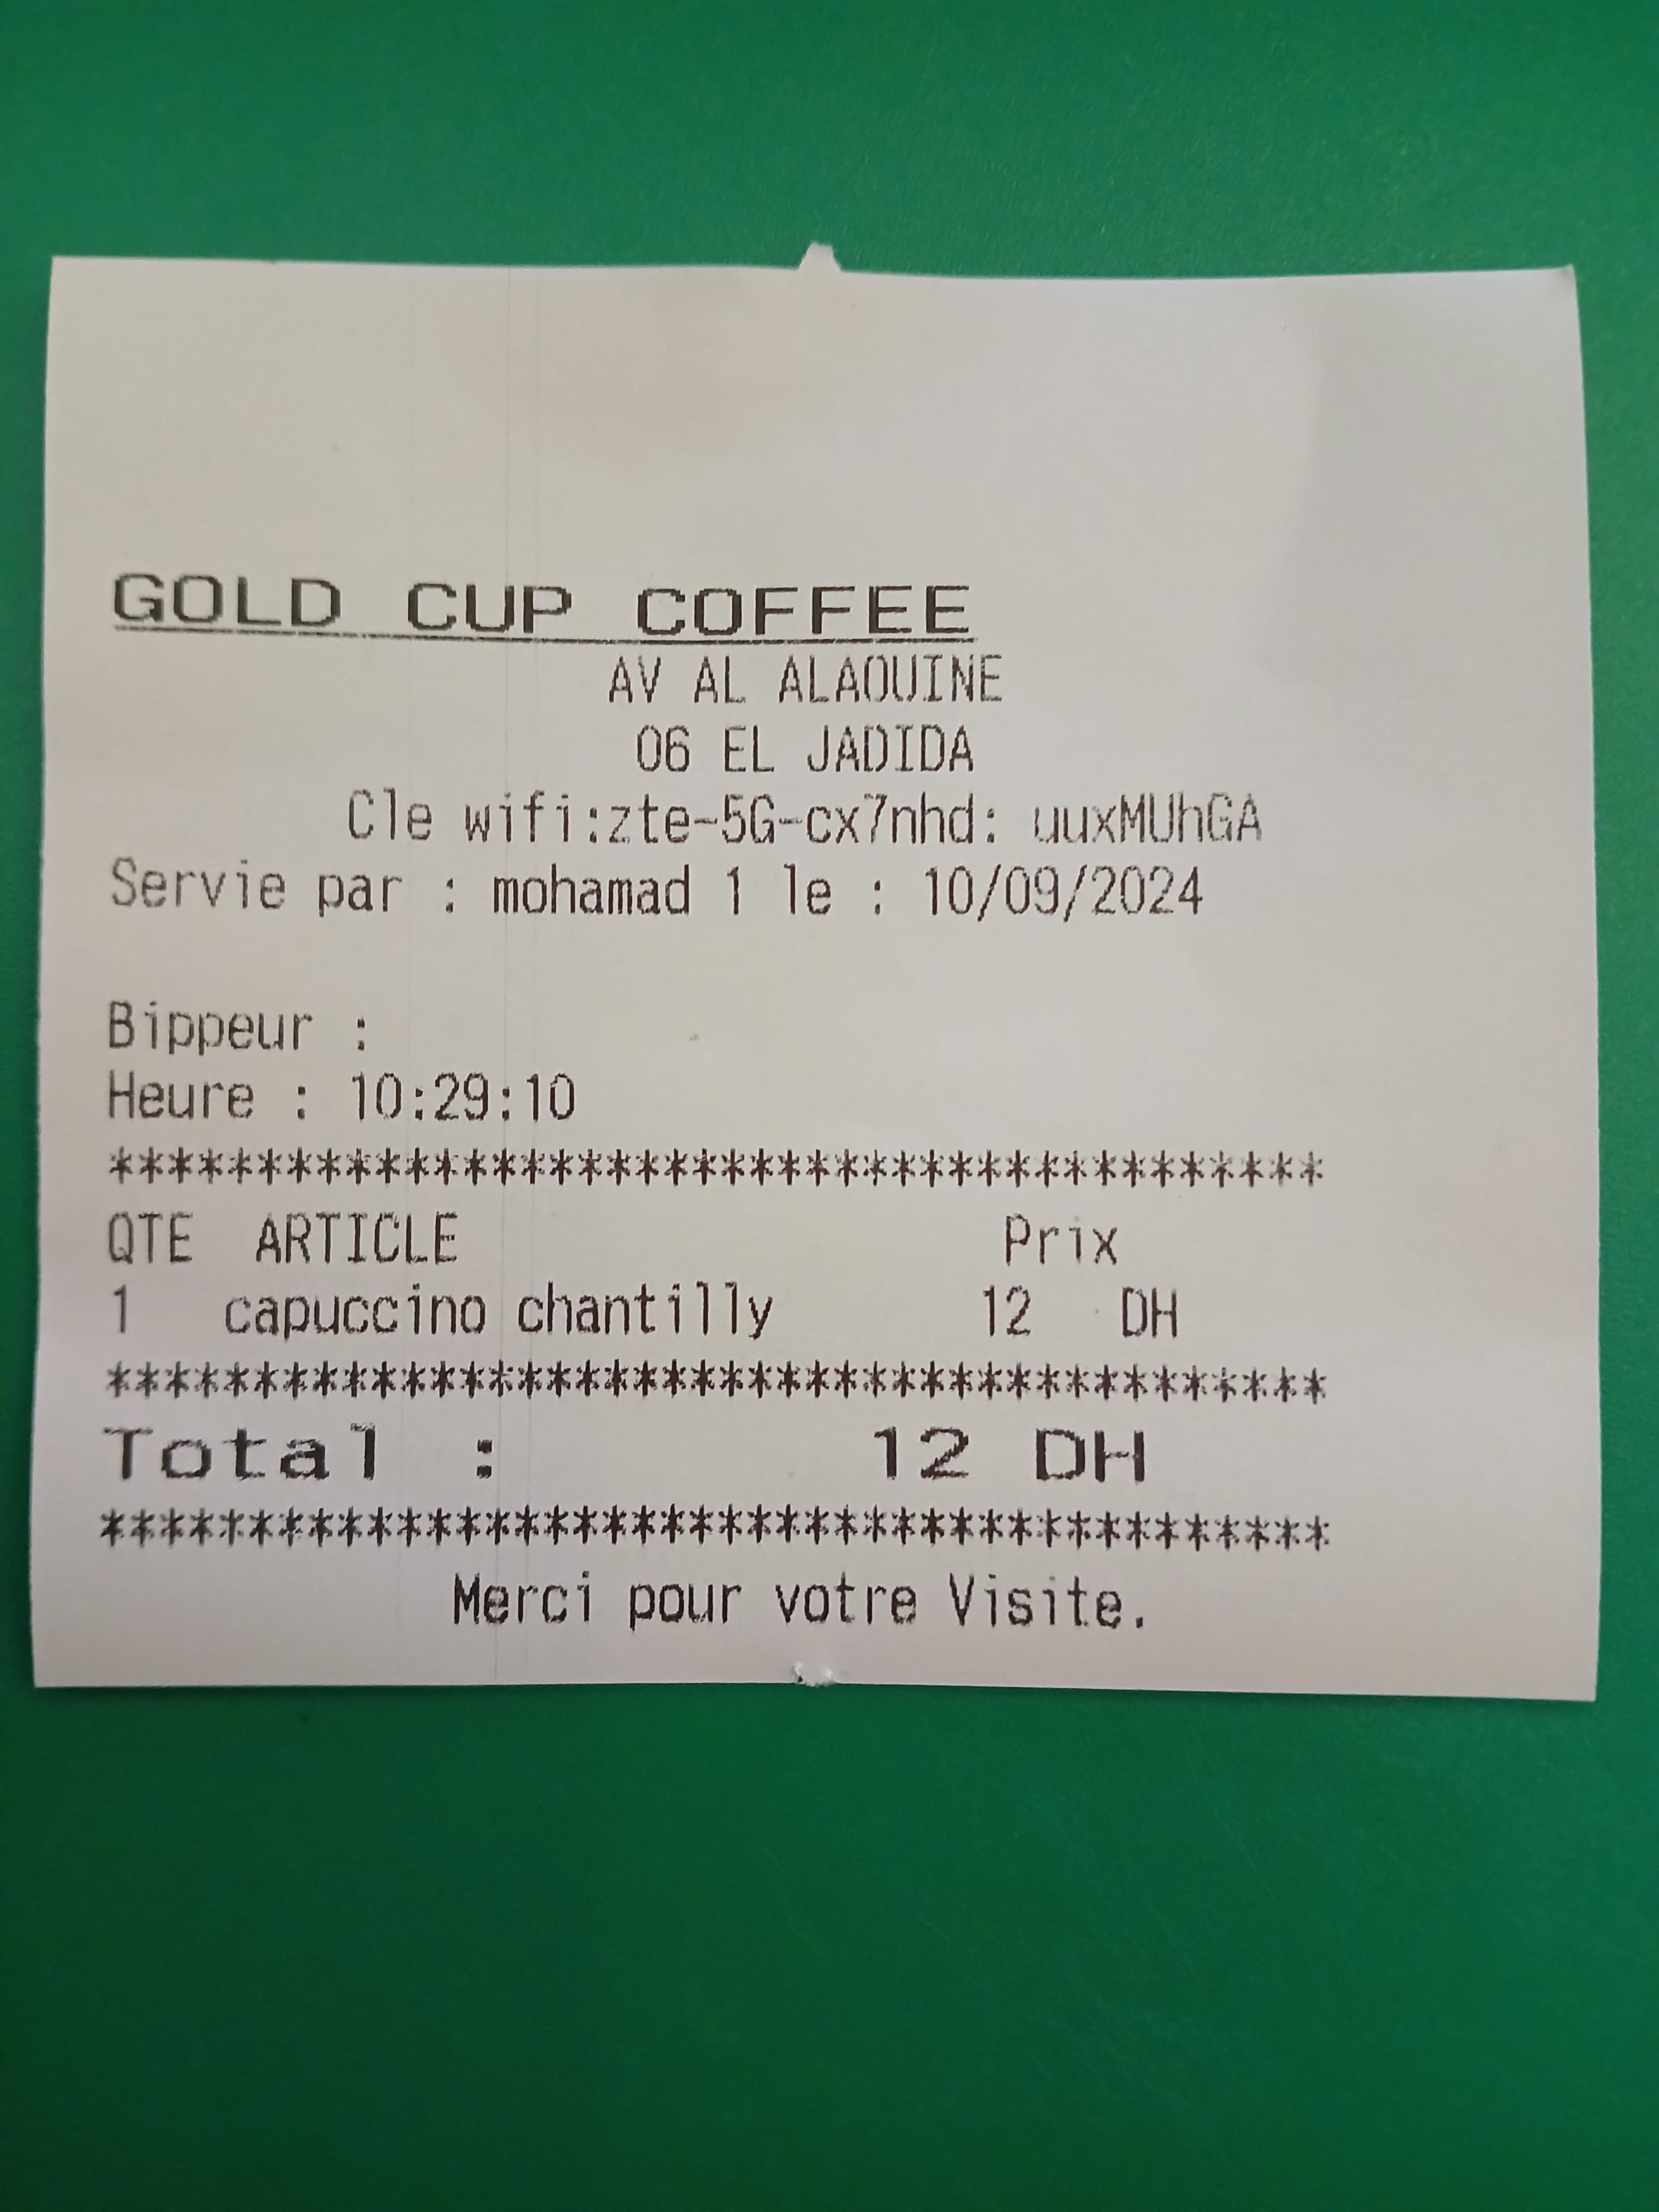 GOLD CUP COFFEE
AV AL ALAOUINE
06 EL JADIDA
Cle wifi:zte-5G-cx7nhd: uuxMUhGA
Servie par : mohamad 1 le : 10/09/2024
Bippeur :
Heure : 10:29:10
******************************************
QTE ARTICLE Prix
1 capuccino chantilly 12 DH
******************************************
Total : 12 DH
******************************************
Merci pour votre Visite.